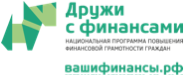 Дружи
с финансами
НАЦИОНАЛЬНАЯ ПРОГРАММА ПОВЫШЕНИЯ
ФИНАНСОВОЙ ГРАМОТНОСТИ ГРАЖДАН
вашифинансы.рф